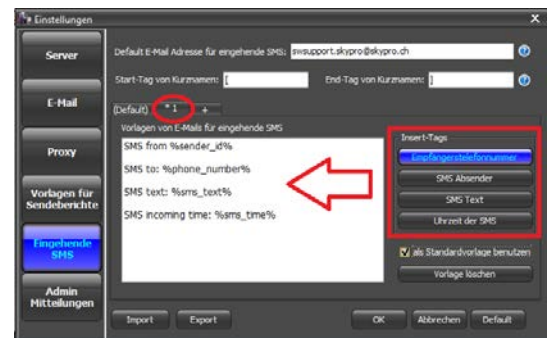 Einstellungen
X
Server
E-Mail
Proxy
Vorlagen für
Sendeberichte
Eingehende
SMS
Admin
Mitteilungen
Default E-Mail Adresse für eingehende SMS: swsupport.skypro@skypro.ch
Start-Tag von Kurznamen: [
End-Tag von Kurznamen: ]
(Default) * 1 +
Vorlagen von E-Mails für eingehende SMS
SMS from %sender_id%
SMS to: %phone_number%
SMS text: %sms_text%
SMS incoming time: %sms_time%
Insert-Tags
Empfängerstelefonnummer
SMS Absender
SMS Text
Uhrzeit der SMS
als Standardvorlage benutzen
Vorlage löschen
Import Export OK Abbrechen Default